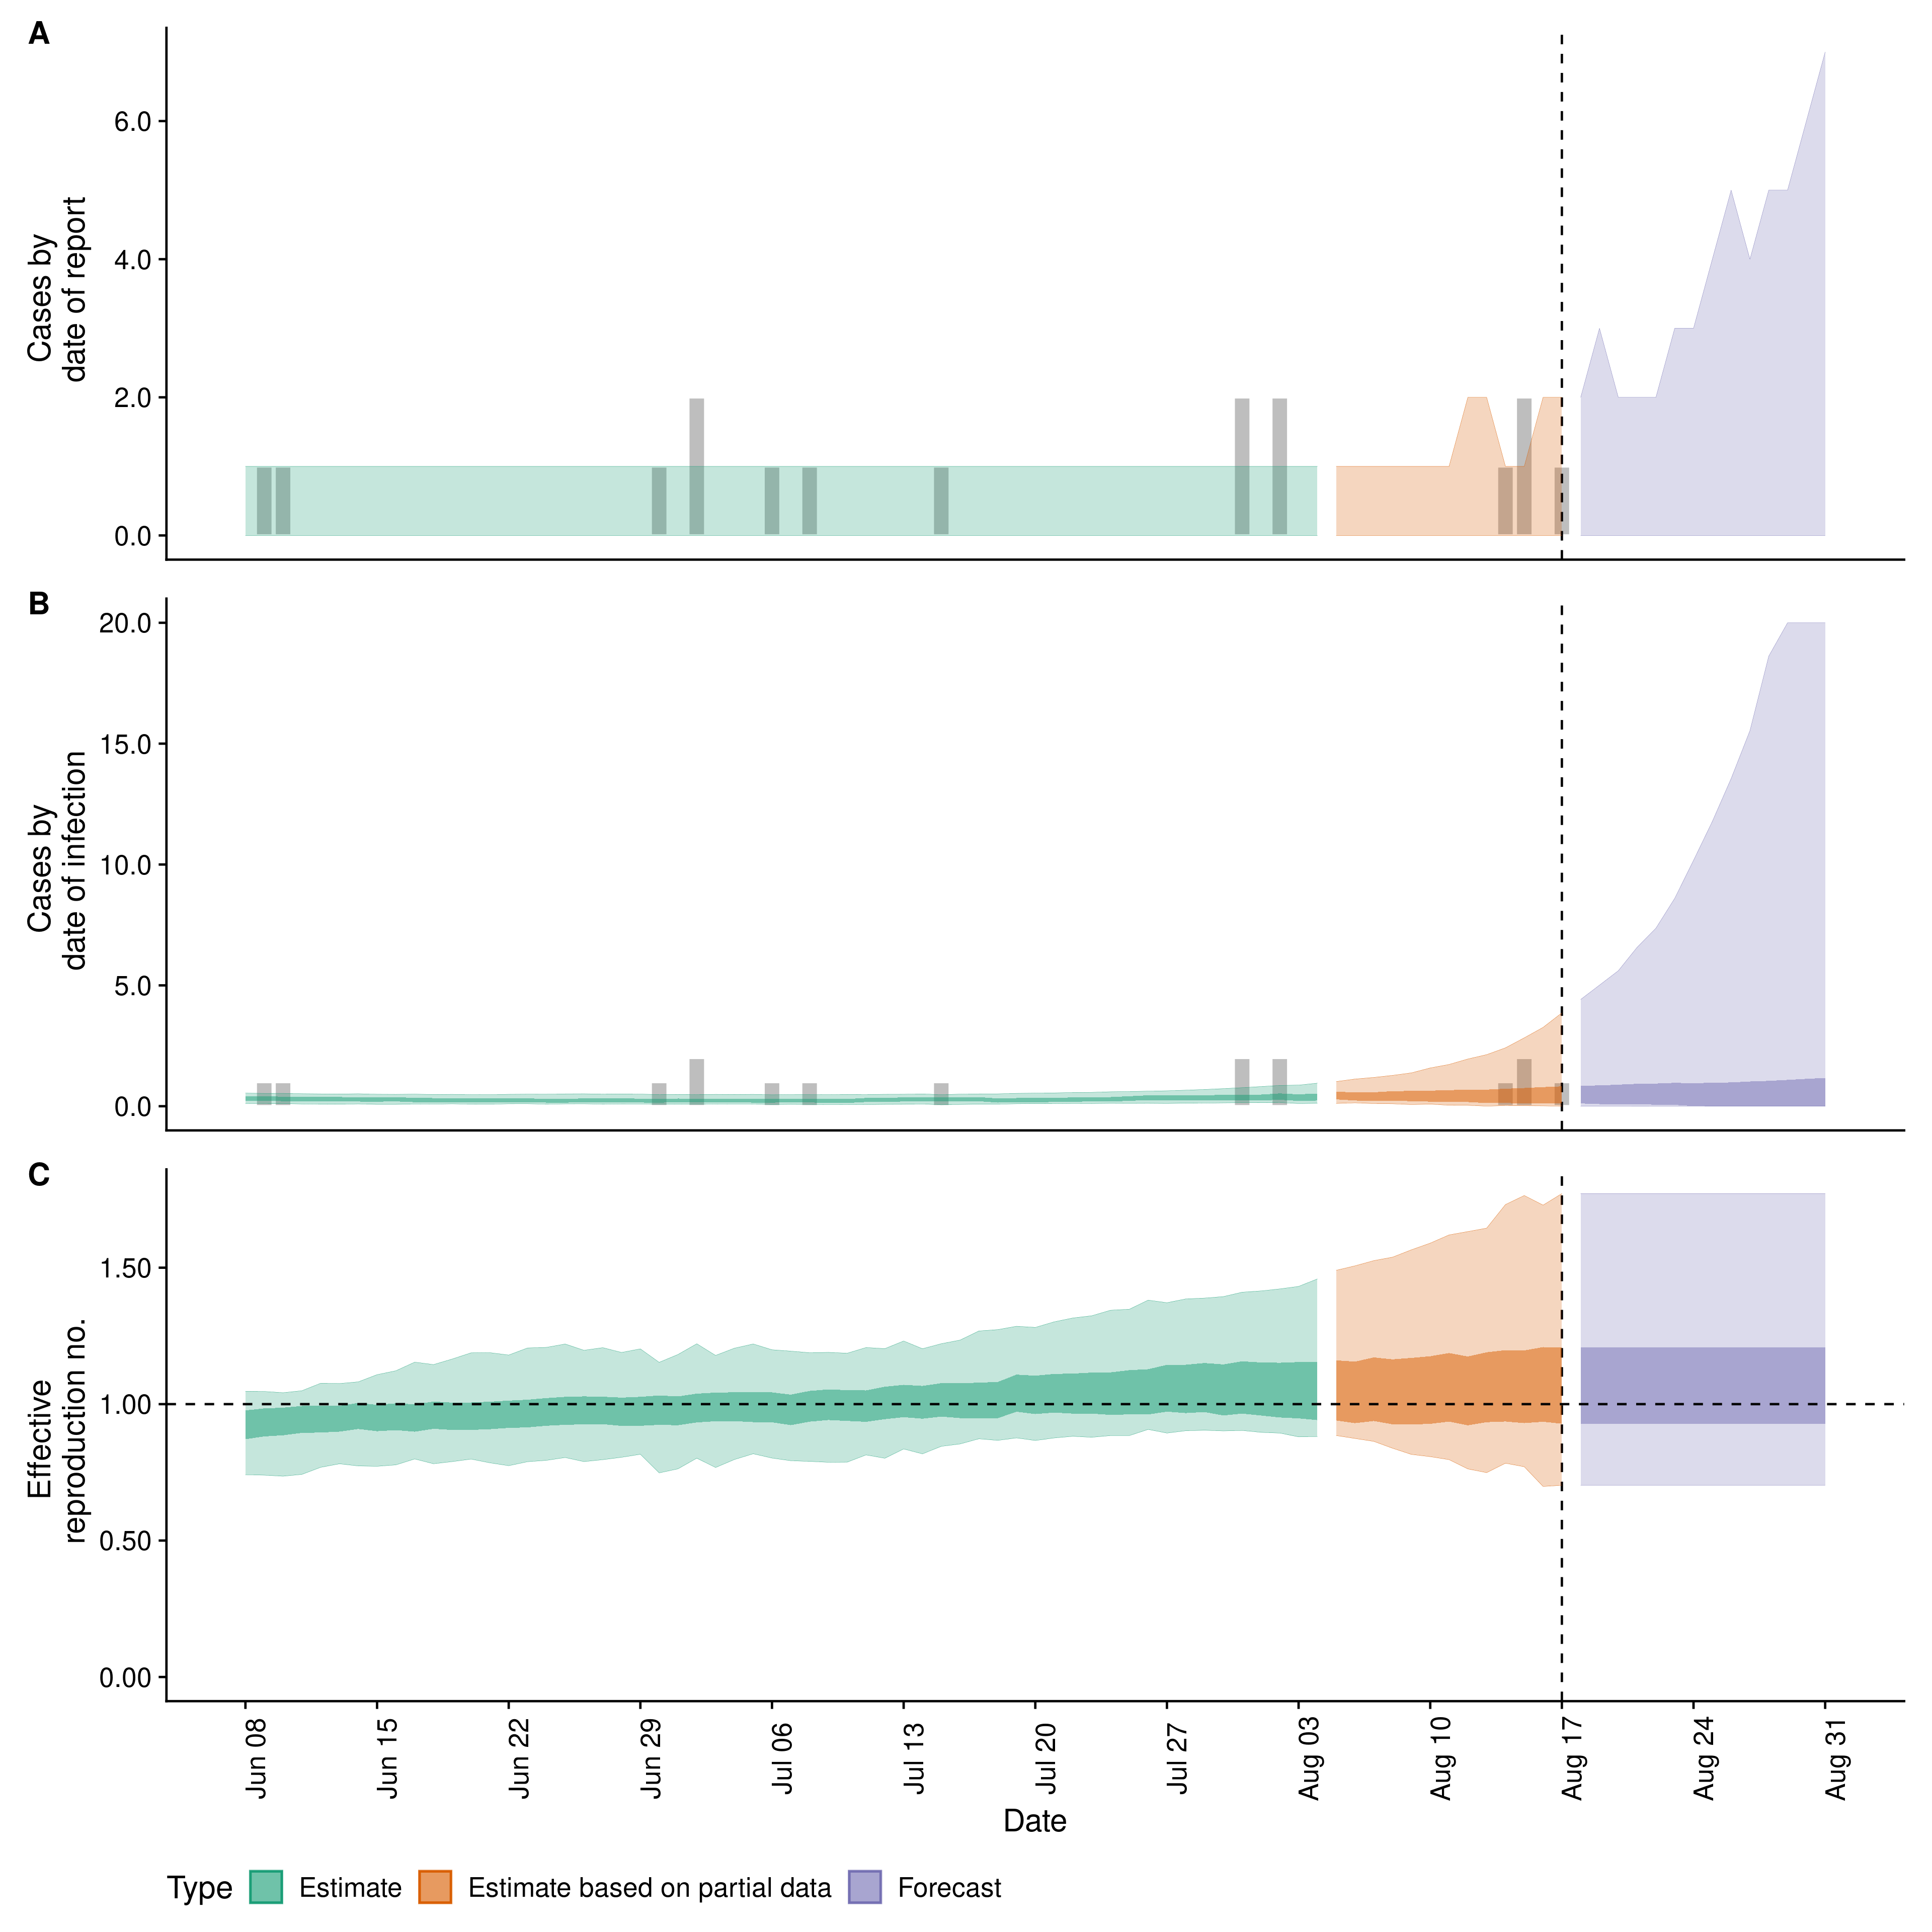 A
Cases by
date of report
6.0
4.0
2.0
0.0
B
Cases by
date of infection
20.0
15.0
10.0
5.0
0.0
C
Effective
reproduction no.
1.50
1.00
0.50
0.00
Jun 08
Jun 15
Jun 22
Jun 29
Jul 06
Jul 13
Jul 20
Jul 27
Aug 03
Aug 10
Aug 17
Aug 24
Aug 31
Date
Type Estimate Estimate based on partial data Forecast